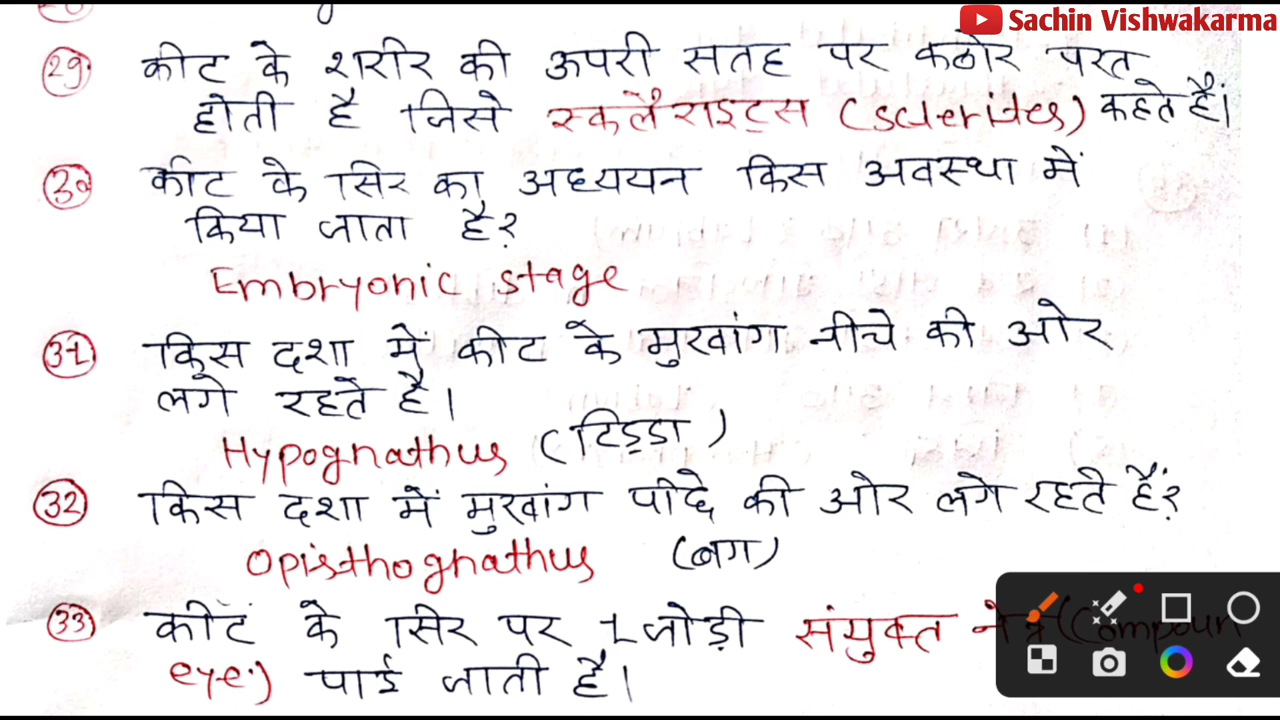 Sachin Vishwakarma
29. कीट के शरीर की ऊपरी सतह पर कठोर परत
होती है जिसे स्क्लैराइट्स (sclerites) कहते हैं।
30 कीट के सिर का अध्ययन किस अवस्था में
किया जाता है?
Embryonic stage
31 किस दशा में कीट के मुखांग नीचे की ओर
लगे रहते है।
Hypognathus (टिड्डा)
32 किस दशा में मुखांग पीछे की ओर लगे रहते हैं?
Opisthognathus (बग)
33 कीट के सिर पर 1 जोड़ी संयुक्त नेत्र (Compoun
eye.) पाई जाती है।